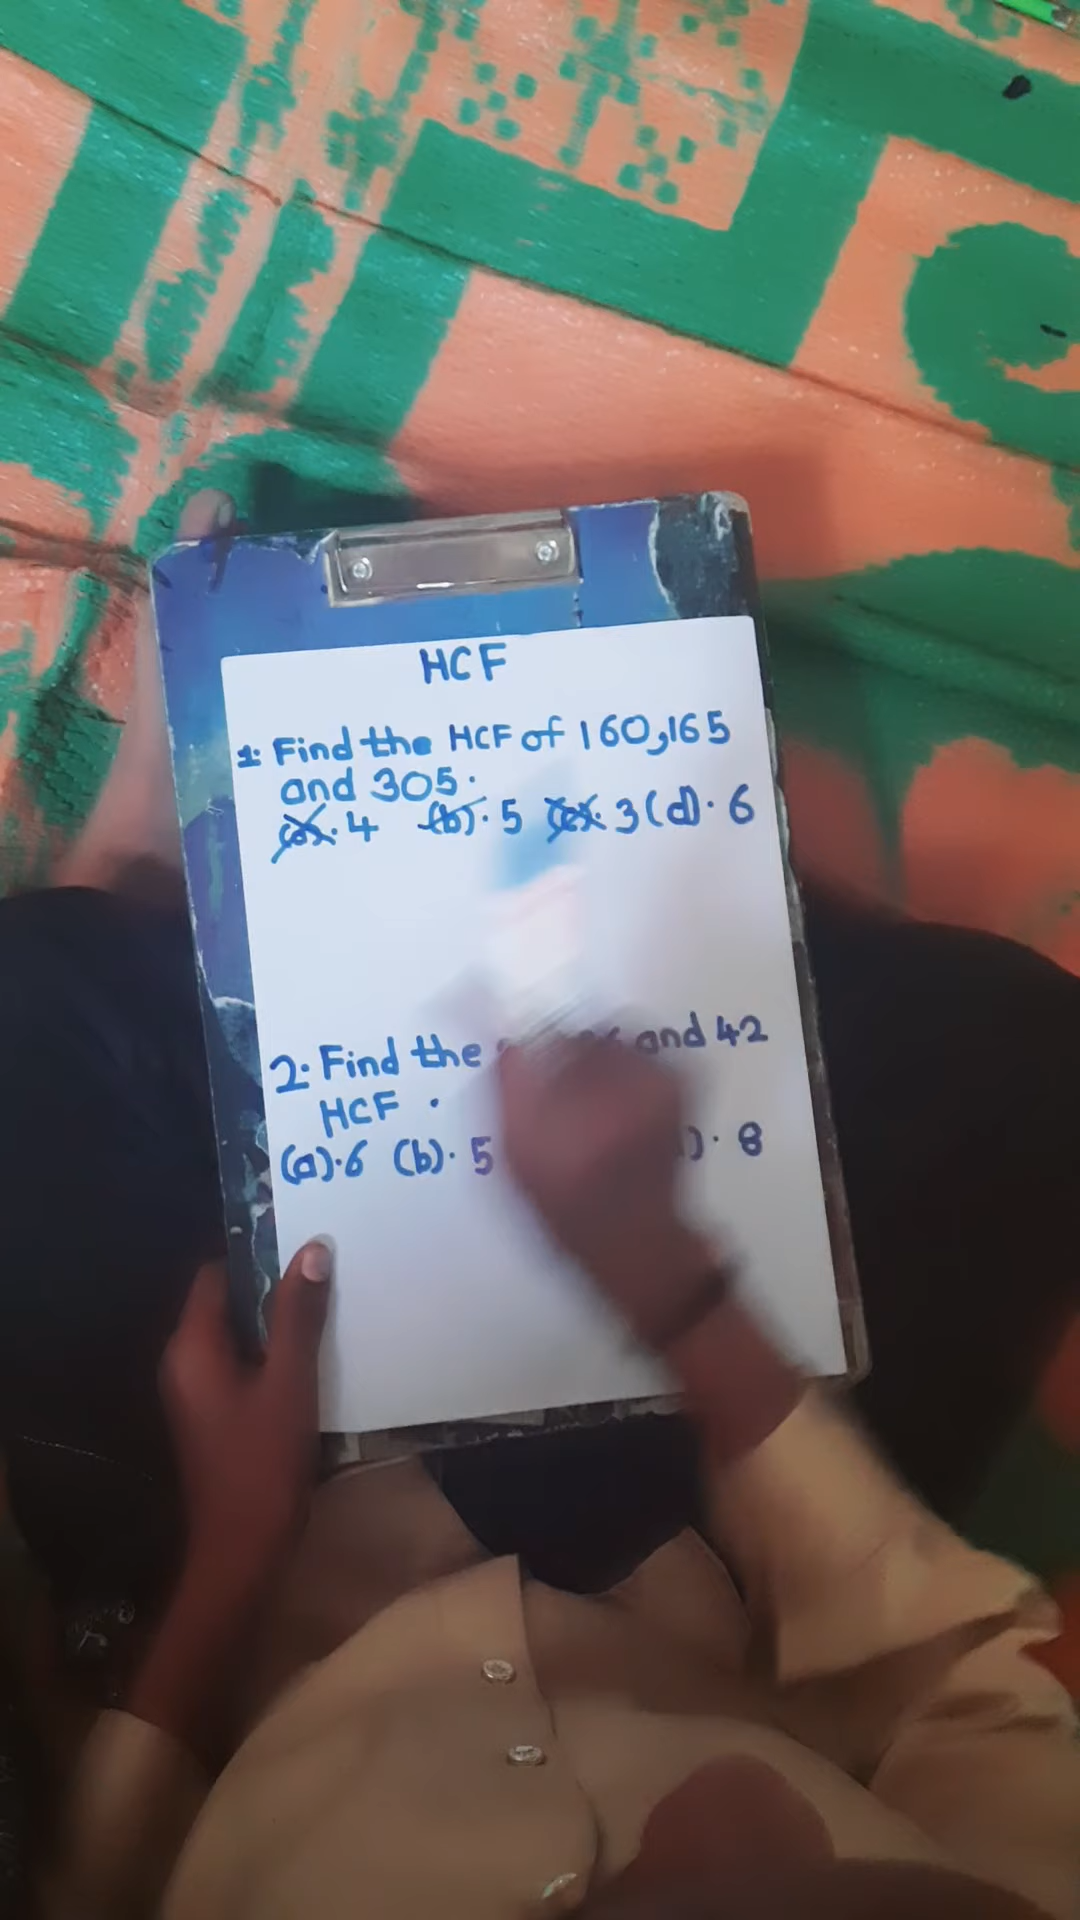 HCF
1. Find the HCF of 160,165
and 305.
(a). 4 (b). 5 (c). 3 (d). 6
2. Find the and 42
HCF .
(a). 6 (b). 5 ). 8